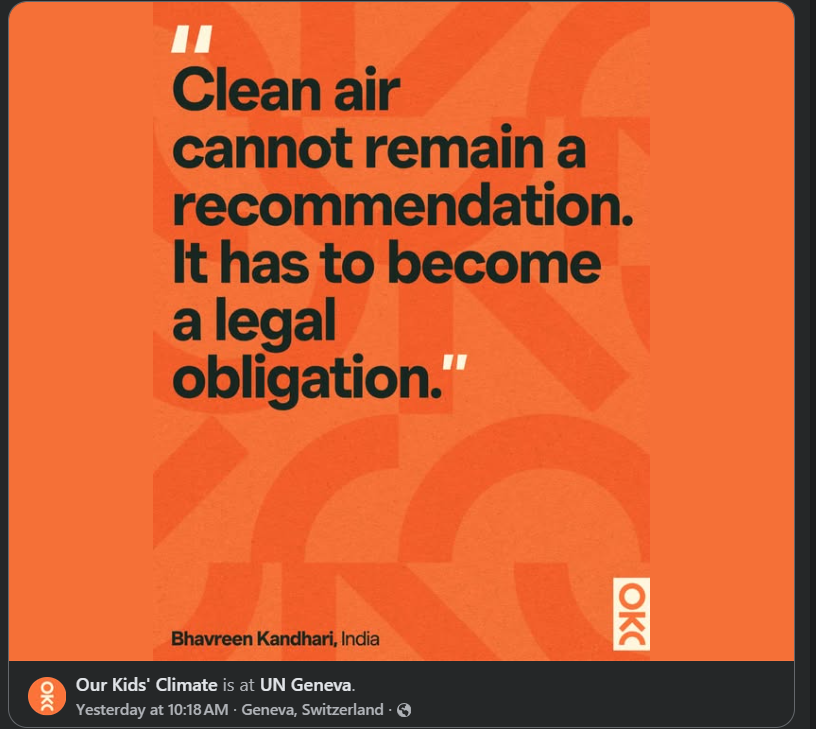 "
Clean air
cannot remain a
recommendation.
It has to become
a legal
obligation."
Bhavreen Kandhari, India
OKC
OKC
Our Kids' Climate is at UN Geneva.
Yesterday at 10:18 AM · Geneva, Switzerland ·